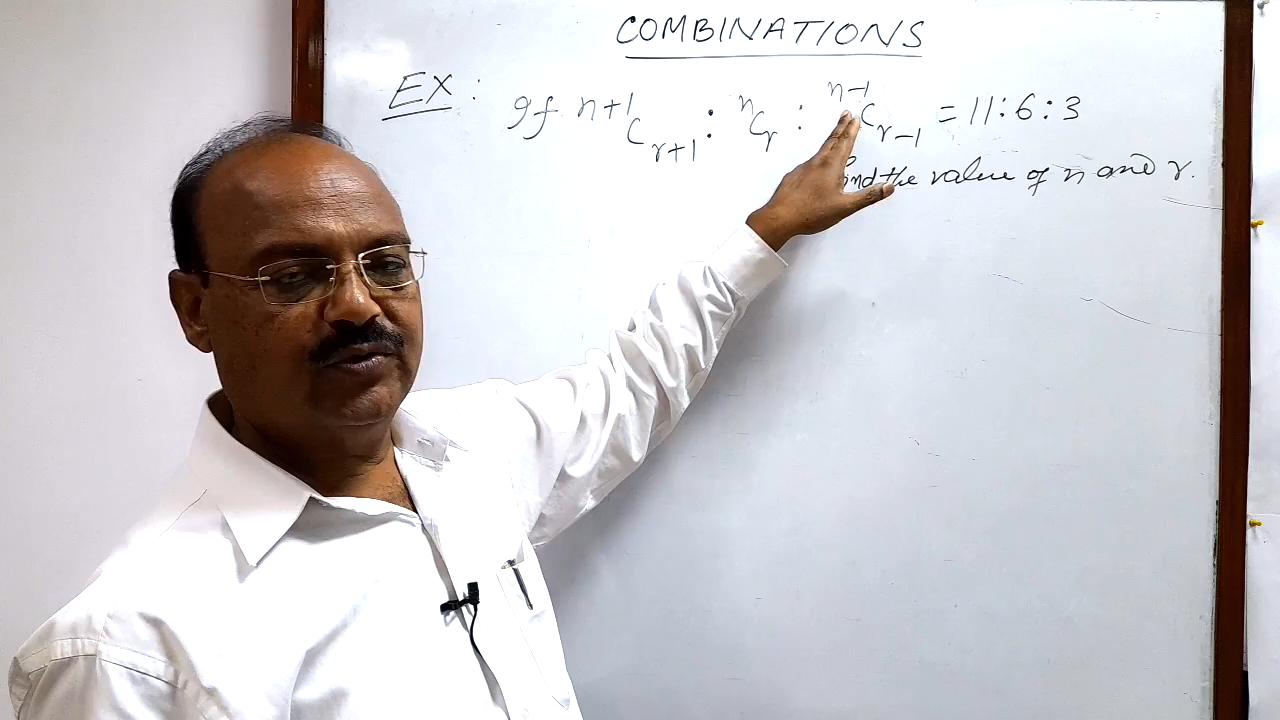 COMBINATIONS
EX: If n+1Cr+1 : nCr : n-1Cr-1 = 11:6:3
find the value of n and r.